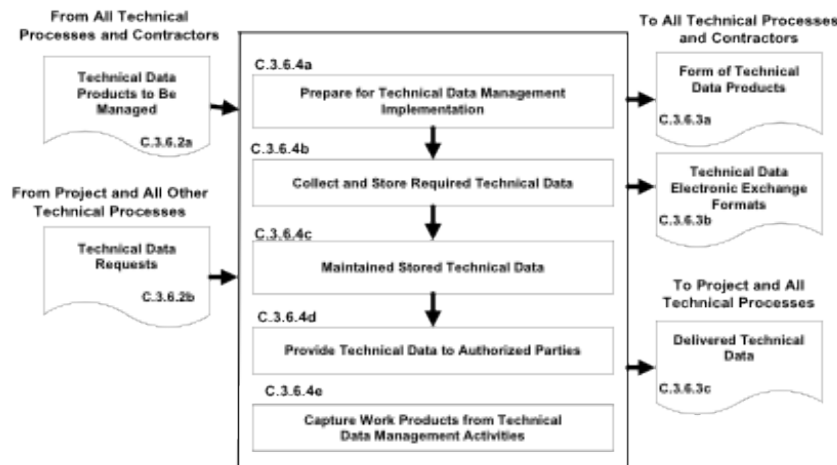 From All Technical
Processes and Contractors
Technical Data
Products to Be
Managed
C.3.6.2a
From Project and All Other
Technical Processes
Technical Data
Requests
C.3.6.2b
C.3.6.4a
Prepare for Technical Data Management
Implementation
C.3.6.4b
Collect and Store Required Technical Data
C.3.6.4c
Maintained Stored Technical Data
C.3.6.4d
Provide Technical Data to Authorized Parties
C.3.6.4e
Capture Work Products from Technical
Data Management Activities
To All Technical Processes
and Contractors
Form of Technical
Data Products
C.3.6.3a
Technical Data
Electronic Exchange
Formats
C.3.6.3b
To Project and All
Technical Processes
Delivered Technical
Data
C.3.6.3c